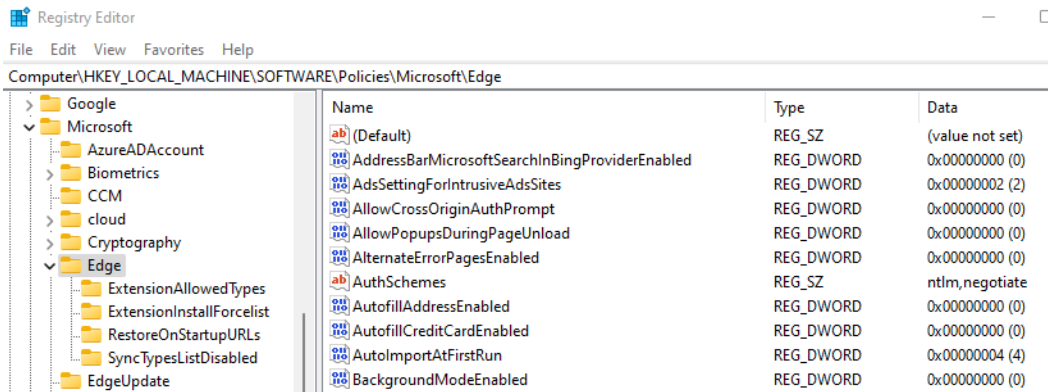 Registry Editor
File Edit View Favorites Help
Computer\HKEY_LOCAL_MACHINE\SOFTWARE\Policies\Microsoft\Edge
Google
Microsoft
AzureADAccount
Biometrics
CCM
cloud
Cryptography
Edge
ExtensionAllowedTypes
ExtensionInstallForcelist
RestoreOnStartupURLs
SyncTypesListDisabled
EdgeUpdate
Name Type Data
(Default) REG_SZ (value not set)
AddressBarMicrosoftSearchInBingProviderEnabled REG_DWORD 0x00000000 (0)
AdsSettingForIntrusiveAdsSites REG_DWORD 0x00000002 (2)
AllowCrossOriginAuthPrompt REG_DWORD 0x00000000 (0)
AllowPopupsDuringPageUnload REG_DWORD 0x00000000 (0)
AlternateErrorPagesEnabled REG_DWORD 0x00000000 (0)
AuthSchemes REG_SZ ntlm,negotiate
AutofillAddressEnabled REG_DWORD 0x00000000 (0)
AutofillCreditCardEnabled REG_DWORD 0x00000000 (0)
AutoImportAtFirstRun REG_DWORD 0x00000004 (4)
BackgroundModeEnabled REG_DWORD 0x00000000 (0)